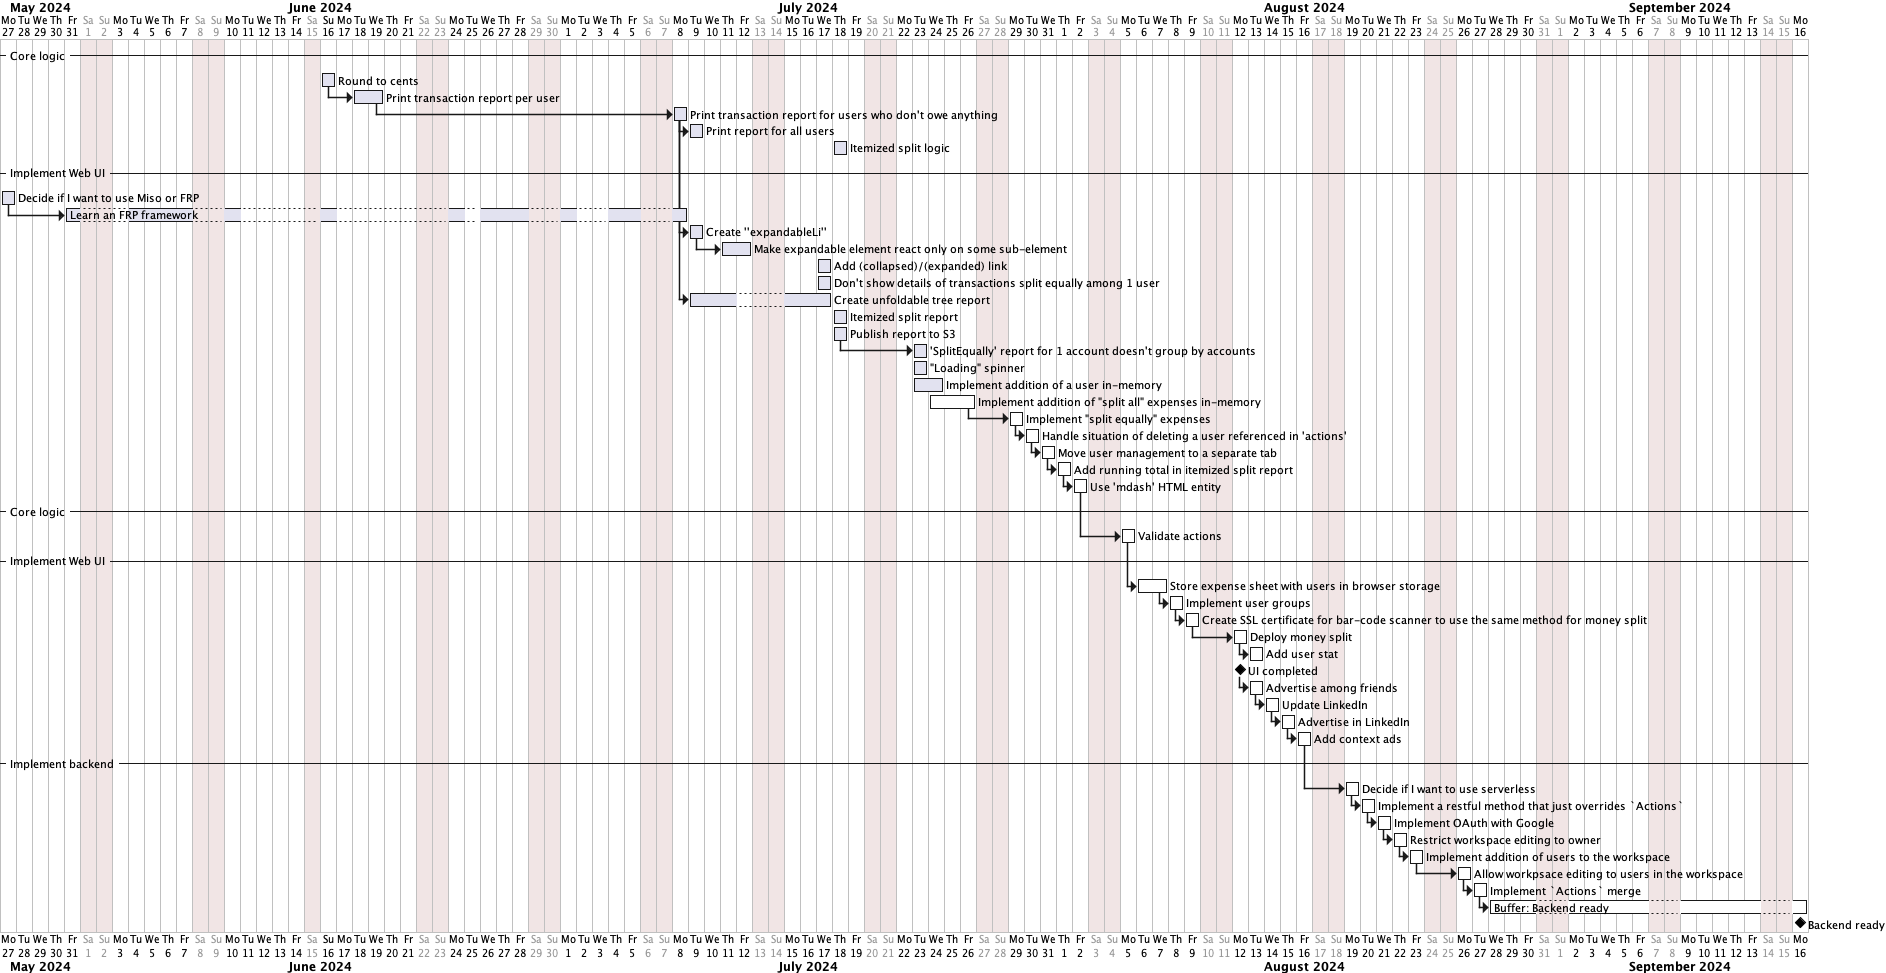 May 2024 June 2024 July 2024 August 2024 September 2024
Mo Tu We Th Fr Sa Su Mo Tu We Th Fr Sa Su Mo Tu We Th Fr Sa Su Mo Tu We Th Fr Sa Su Mo Tu We Th Fr Sa Su Mo Tu We Th Fr Sa Su Mo Tu We Th Fr Sa Su Mo Tu We Th Fr Sa Su Mo Tu We Th Fr Sa Su Mo Tu We Th Fr Sa Su Mo Tu We Th Fr Sa Su Mo Tu We Th Fr Sa Su Mo Tu We Th Fr Sa Su Mo Tu We Th Fr Sa Su Mo Tu We Th Fr Sa Su Mo Tu We Th Fr Sa Su Mo
27 28 29 30 31 1 2 3 4 5 6 7 8 9 10 11 12 13 14 15 16 17 18 19 20 21 22 23 24 25 26 27 28 29 30 1 2 3 4 5 6 7 8 9 10 11 12 13 14 15 16 17 18 19 20 21 22 23 24 25 26 27 28 29 30 31 1 2 3 4 5 6 7 8 9 10 11 12 13 14 15 16 17 18 19 20 21 22 23 24 25 26 27 28 29 30 31 1 2 3 4 5 6 7 8 9 10 11 12 13 14 15 16
Core logic
Round to cents
Print transaction report per user
Print transaction report for users who don't owe anything
Print report for all users
Itemized split logic
Implement Web UI
Decide if I want to use Miso or FRP
Learn an FRP framework
Create "expandableLi"
Make expandable element react only on some sub-element
Add (collapsed)/(expanded) link
Don't show details of transactions split equally among 1 user
Create unfoldable tree report
Itemized split report
Publish report to S3
'SplitEqually' report for 1 account doesn't group by accounts
"Loading" spinner
Implement addition of a user in-memory
Implement addition of "split all" expenses in-memory
Implement "split equally" expenses
Handle situation of deleting a user referenced in 'actions'
Move user management to a separate tab
Add running total in itemized split report
Use 'mdash' HTML entity
Core logic
Validate actions
Implement Web UI
Store expense sheet with users in browser storage
Implement user groups
Create SSL certificate for bar-code scanner to use the same method for money split
Deploy money split
Add user stat
UI completed
Advertise among friends
Update LinkedIn
Advertise in LinkedIn
Add context ads
Implement backend
Decide if I want to use serverless
Implement a restful method that just overrides `Actions`
Implement OAuth with Google
Restrict workspace editing to owner
Implement addition of users to the workspace
Allow workpsace editing to users in the workspace
Implement `Actions` merge
Buffer: Backend ready
Backend ready
Mo Tu We Th Fr Sa Su Mo Tu We Th Fr Sa Su Mo Tu We Th Fr Sa Su Mo Tu We Th Fr Sa Su Mo Tu We Th Fr Sa Su Mo Tu We Th Fr Sa Su Mo Tu We Th Fr Sa Su Mo Tu We Th Fr Sa Su Mo Tu We Th Fr Sa Su Mo Tu We Th Fr Sa Su Mo Tu We Th Fr Sa Su Mo Tu We Th Fr Sa Su Mo Tu We Th Fr Sa Su Mo Tu We Th Fr Sa Su Mo Tu We Th Fr Sa Su Mo Tu We Th Fr Sa Su Mo
27 28 29 30 31 1 2 3 4 5 6 7 8 9 10 11 12 13 14 15 16 17 18 19 20 21 22 23 24 25 26 27 28 29 30 1 2 3 4 5 6 7 8 9 10 11 12 13 14 15 16 17 18 19 20 21 22 23 24 25 26 27 28 29 30 31 1 2 3 4 5 6 7 8 9 10 11 12 13 14 15 16 17 18 19 20 21 22 23 24 25 26 27 28 29 30 31 1 2 3 4 5 6 7 8 9 10 11 12 13 14 15 16
May 2024 June 2024 July 2024 August 2024 September 2024